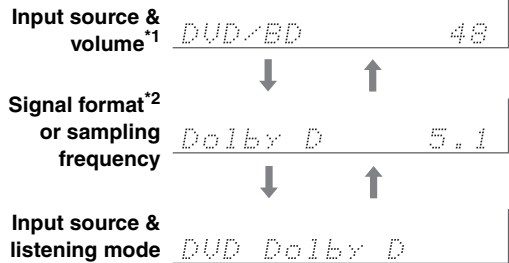 Input source &
volume*1
DVD/BD 48
Signal format*2
or sampling
frequency
Dolby D 5.1
Input source &
listening mode
DVD Dolby D